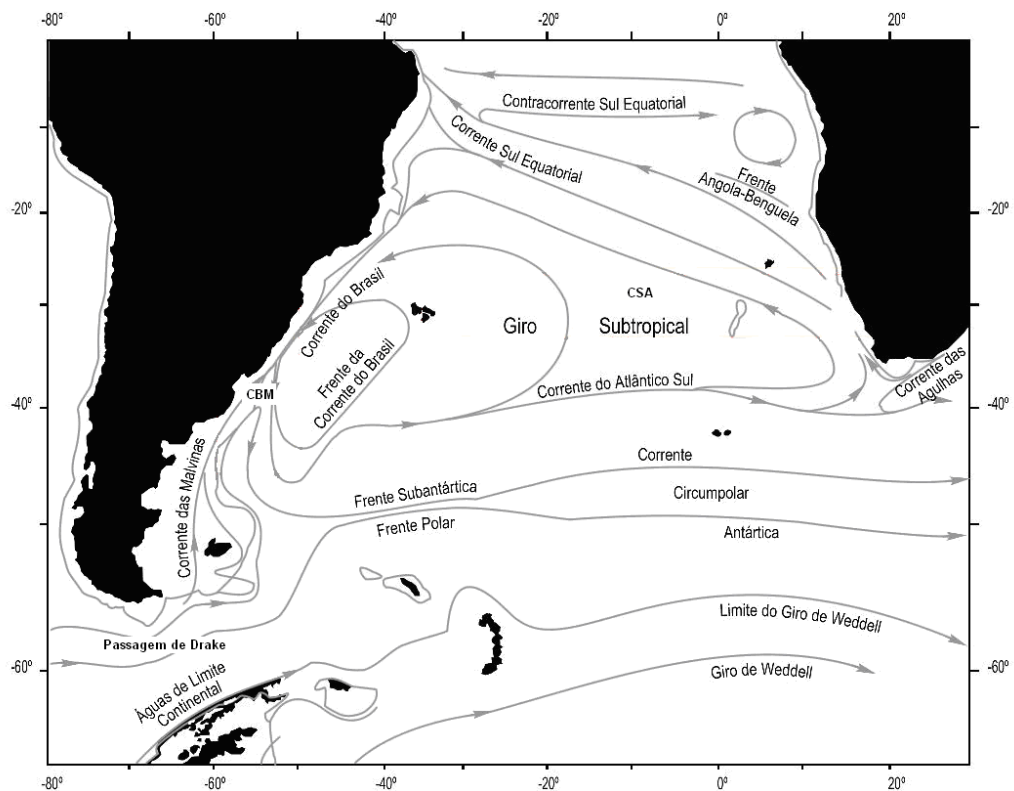 -80º -60º -40º -20º 0º 20º
Contracorrente Sul Equatorial
Corrente Sul Equatorial
Frente
Angola-Benguela
-20º -20º
Corrente do Brasil
CSA
Giro Subtropical
Frente da
Corrente do Brasil
Corrente das
Agulhas
Corrente do Atlântico Sul
CBM
-40º -40º
Corrente das Malvinas
Corrente
Frente Subantártica
Circumpolar
Frente Polar
Antártica
Limite do Giro de Weddell
Passagem de Drake
-60º -60º
Giro de Weddell
Águas de Limite
Continental
-80º -60º -40º -20º 0º 20º